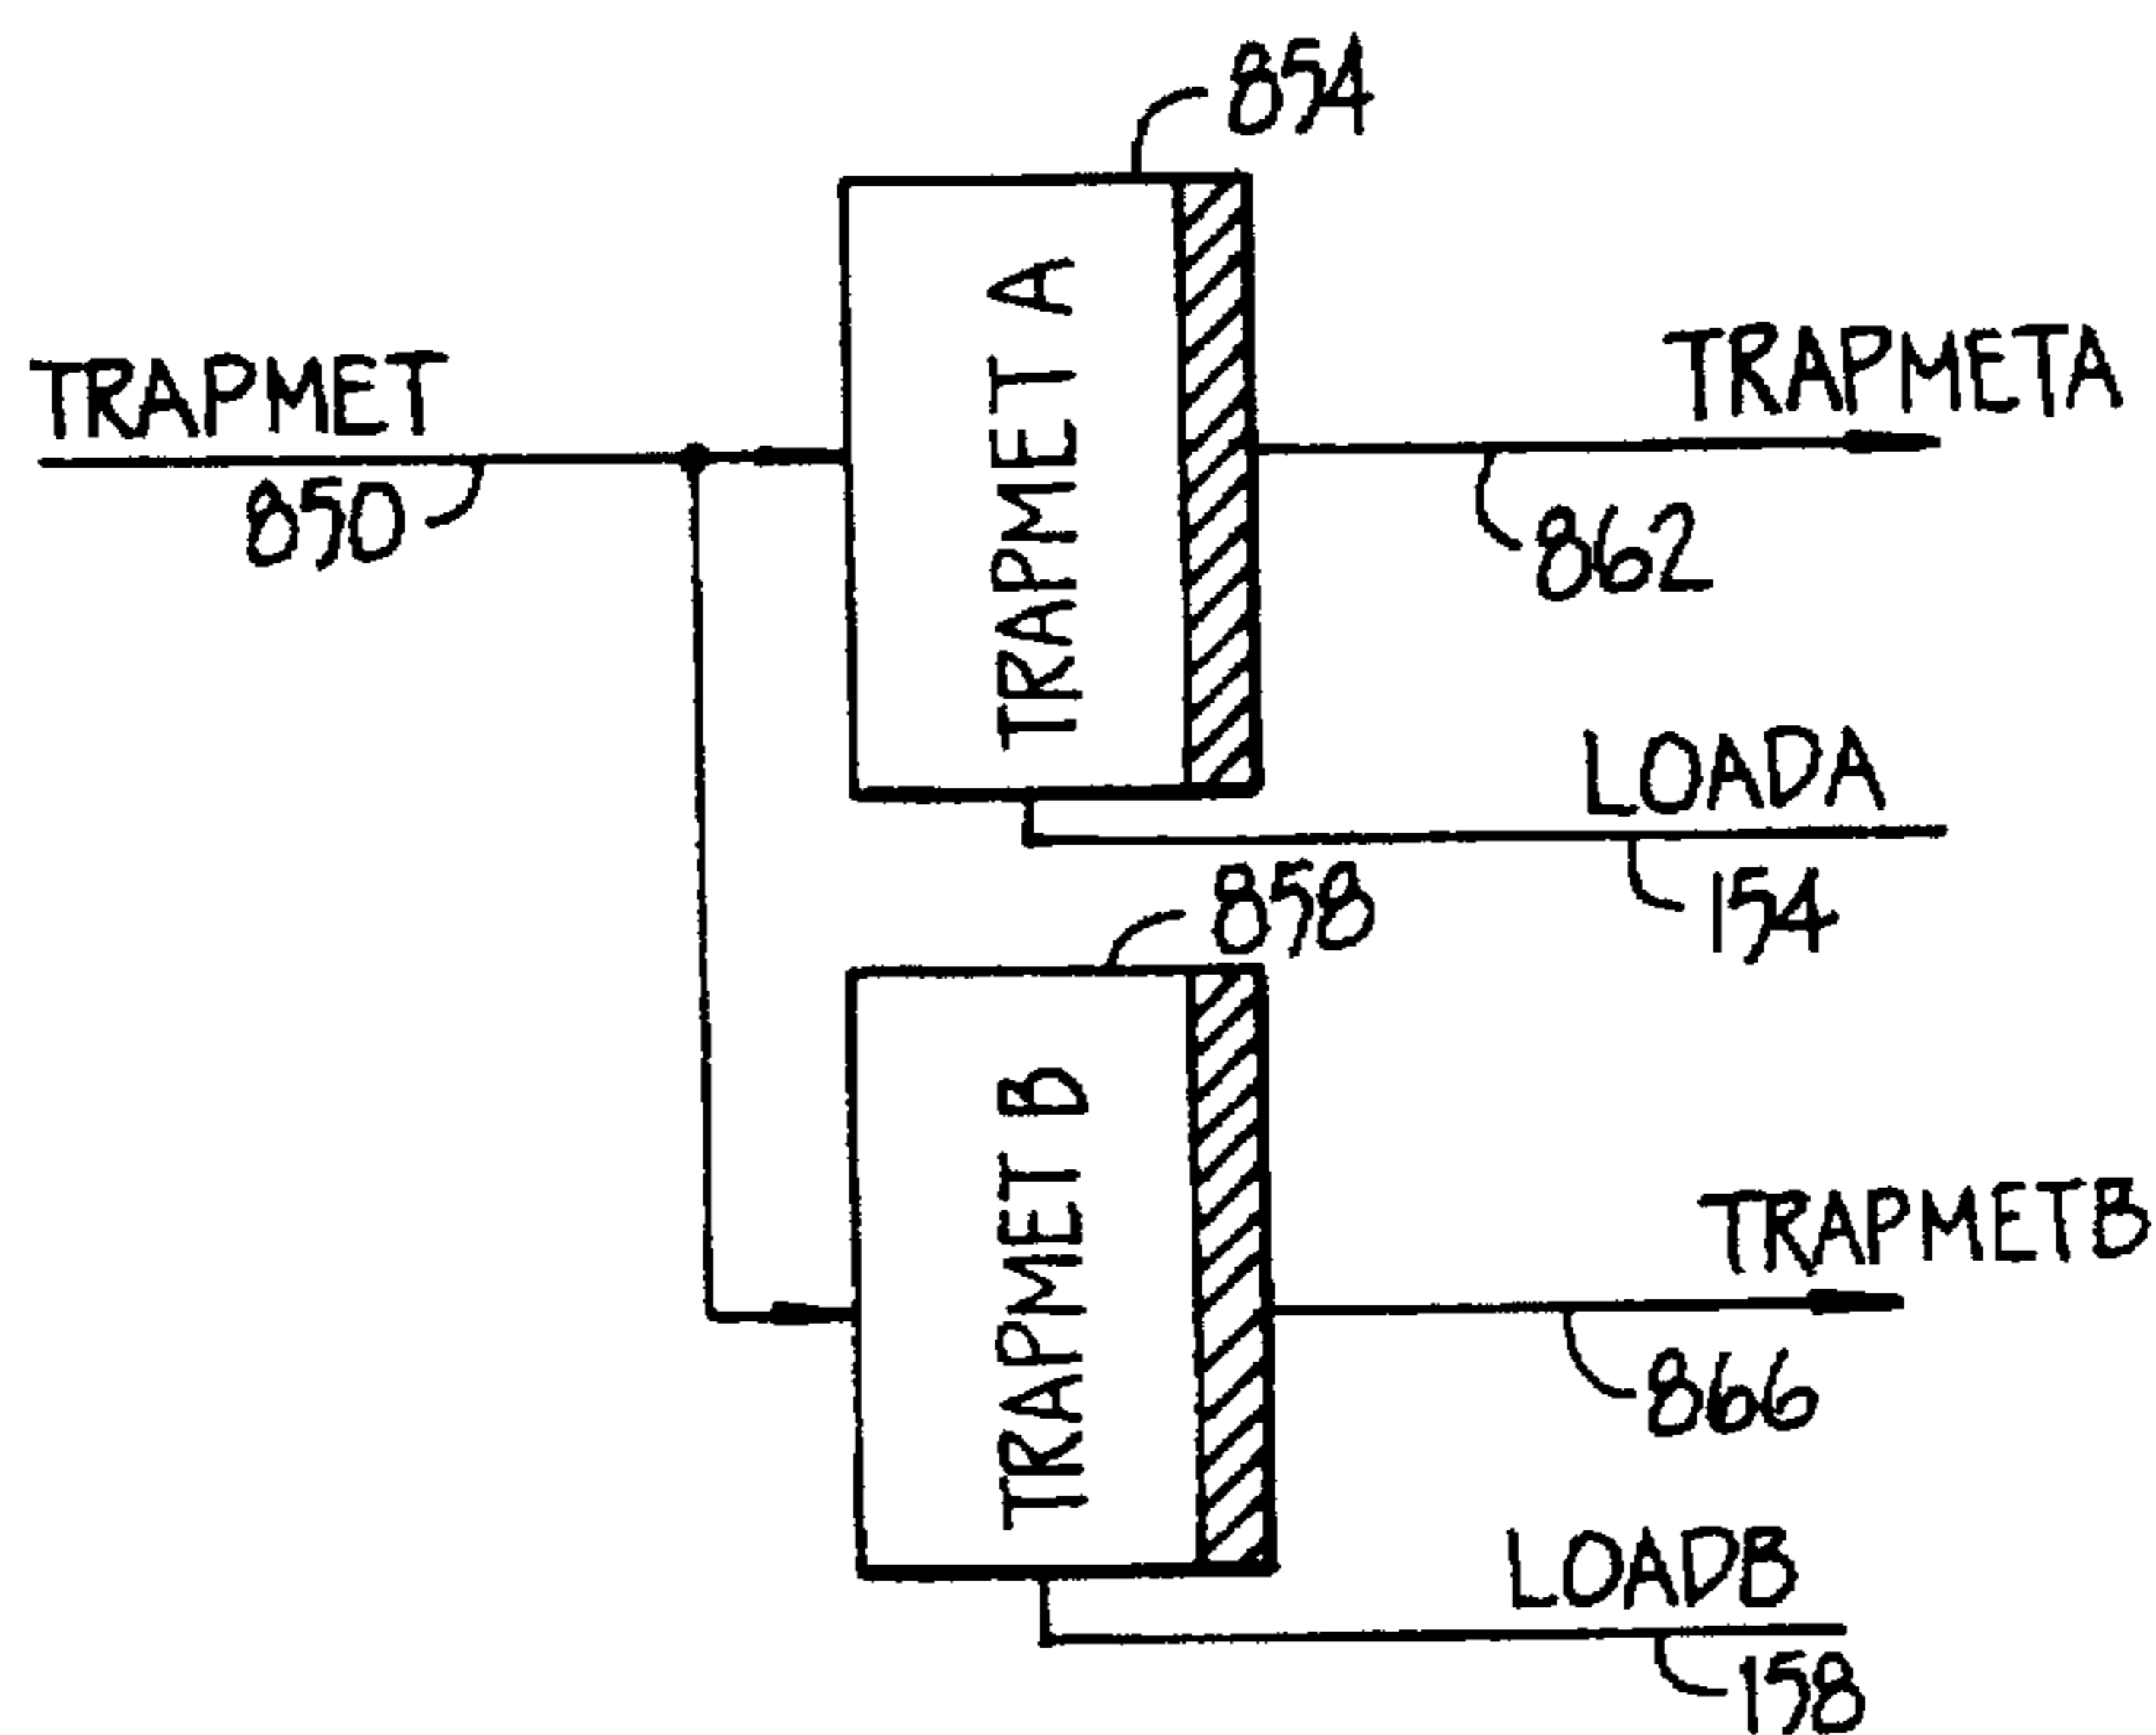 854
TRAPMET A
TRAPMET
850
TRAPMETA
862
LOADA
154
858
TRAPMET B
TRAPMETB
866
LOADB
158